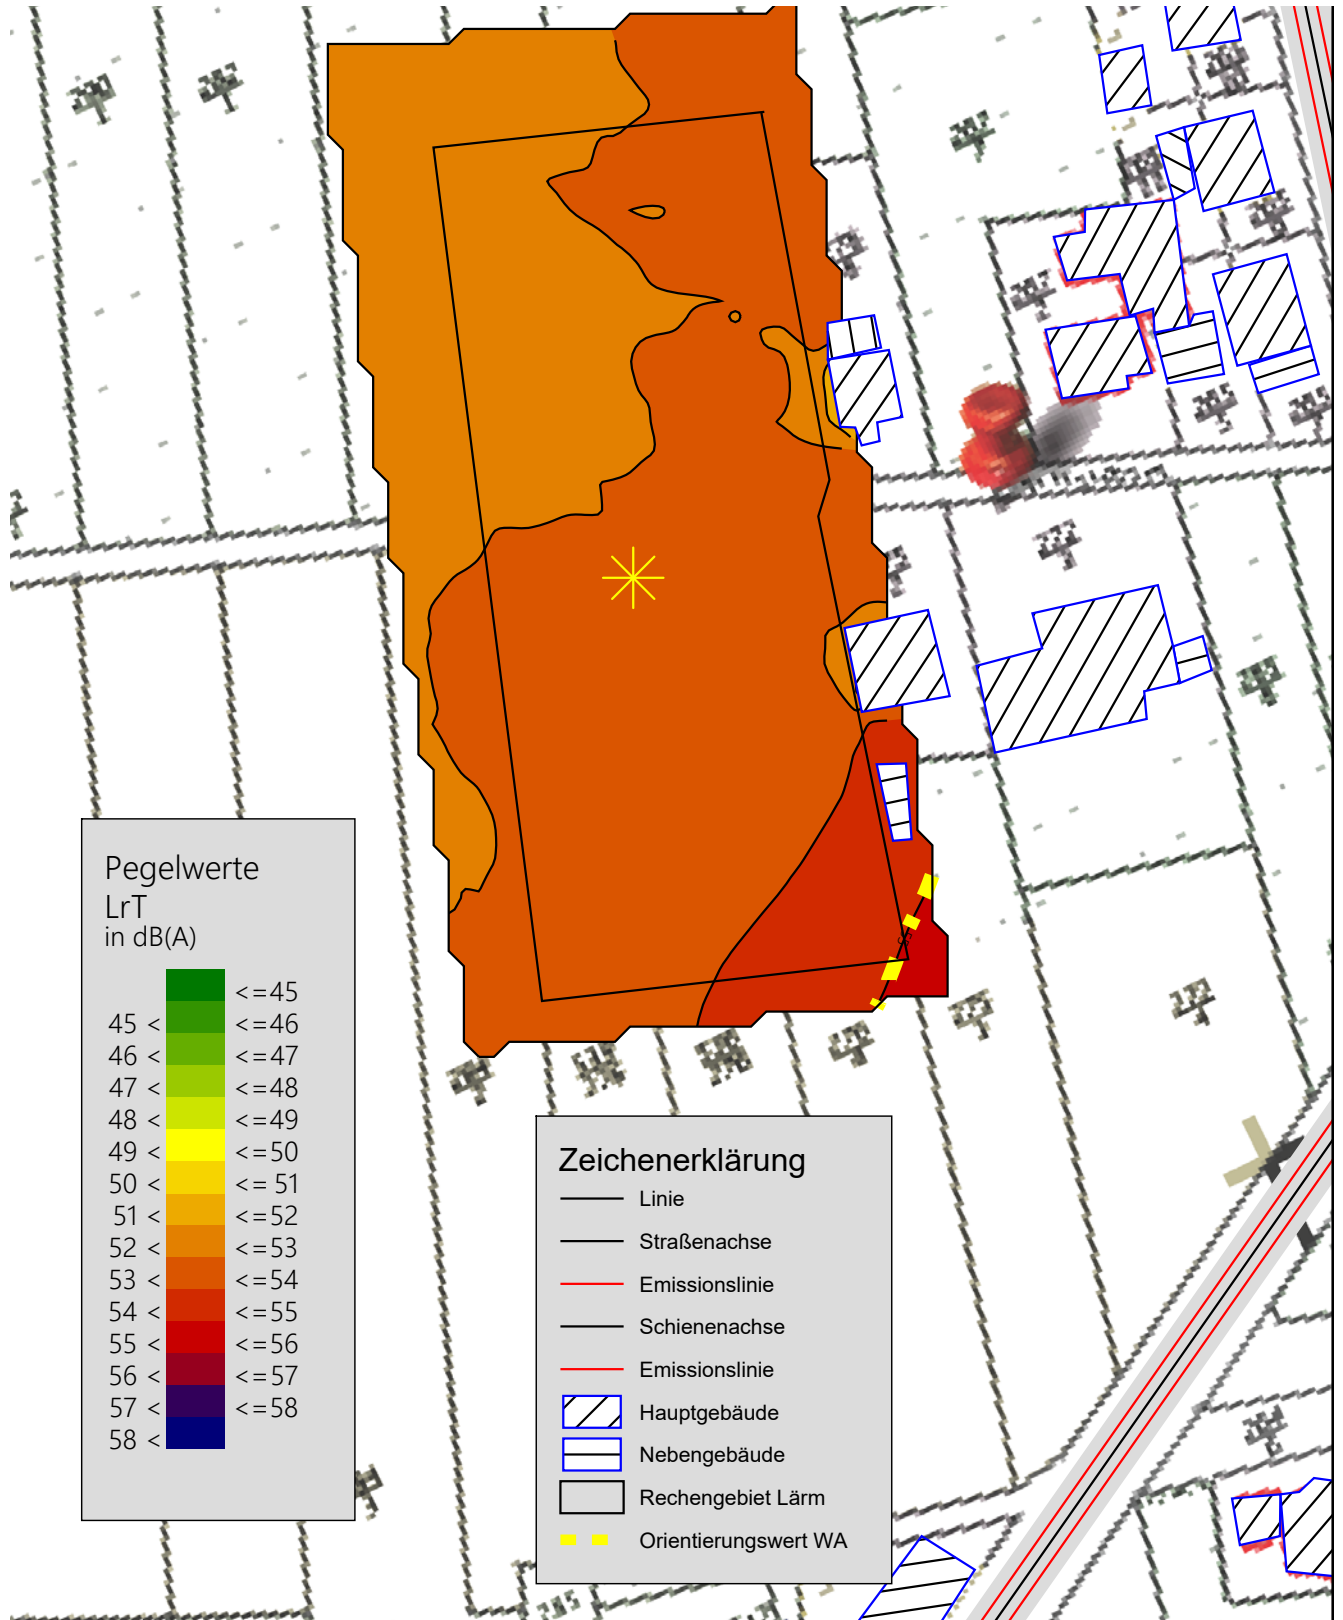 55
Pegelwerte
LrT
in dB(A)
<=45
45 < <=46
46 < <=47
47 < <=48
48 < <=49
49 < <=50
50 < <= 51
51 < <=52
52 < <=53
53 < <=54
54 < <=55
55 < <=56
56 < <=57
57 < <=58
58 <
Zeichenerklärung
Linie
Straßenachse
Emissionslinie
Schienenachse
Emissionslinie
Hauptgebäude
Nebengebäude
Rechengebiet Lärm
Orientierungswert WA